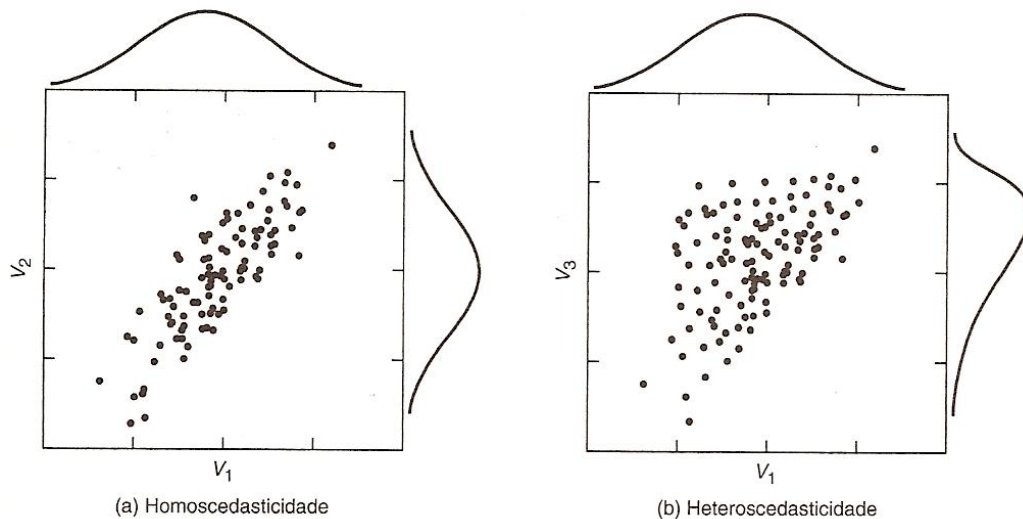 V₂
V₁
(a) Homoscedasticidade
V₃
V₁
(b) Heteroscedasticidade